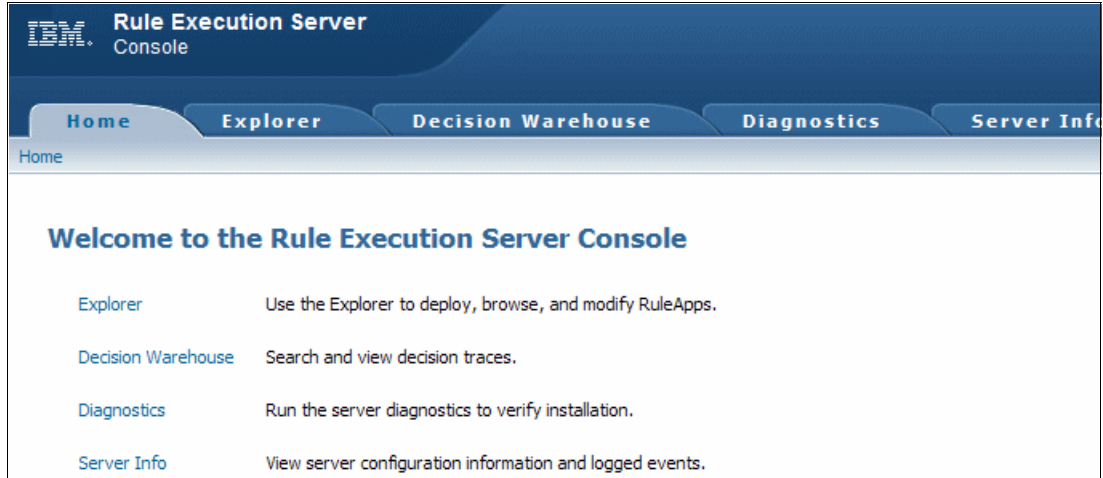 IBM. Rule Execution Server
Console
Home Explorer Decision Warehouse Diagnostics Server Info
Home
Welcome to the Rule Execution Server Console
Explorer Use the Explorer to deploy, browse, and modify RuleApps.
Decision Warehouse Search and view decision traces.
Diagnostics Run the server diagnostics to verify installation.
Server Info View server configuration information and logged events.